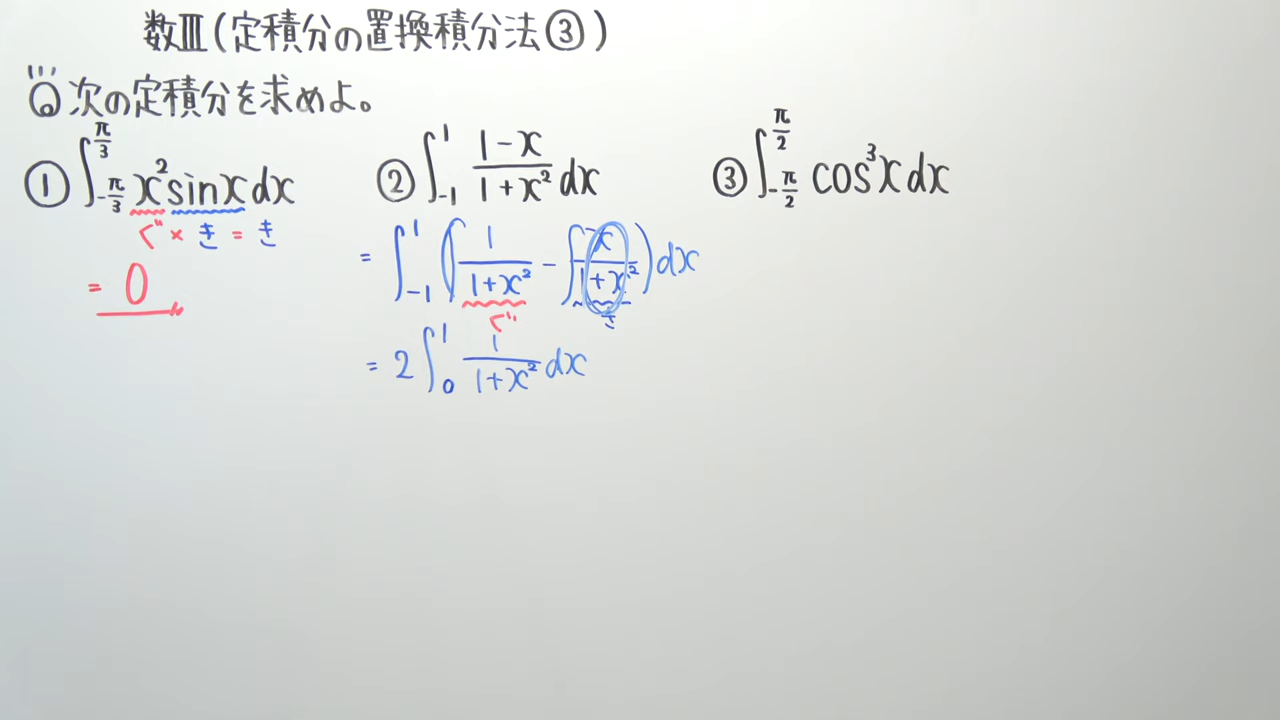 数Ⅲ(定積分の置換積分法③)
Q 次の定積分を求めよ。
① ∫_{-π/3}^{π/3} x² sinx dx
ぐ × き = き
= 0
② ∫_{-1}^{1} (1-x)/(1+x²) dx
= ∫_{-1}^{1} ( 1/(1+x²) - ∫ x/(1+x²) ) dx
ぐ き
= 2 ∫_{0}^{1} 1/(1+x²) dx
③ ∫_{-π/2}^{π/2} cos³x dx